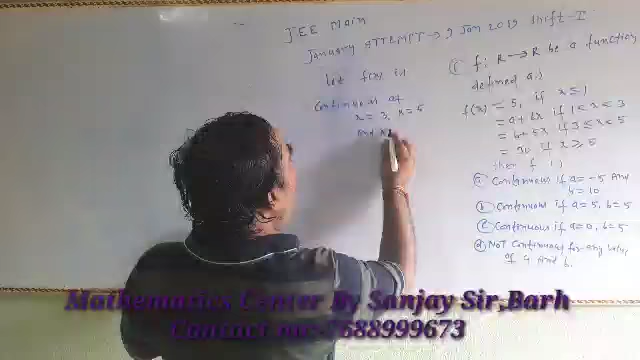 JEE Main
January ATTEMPT → 9 Jan 2019 Shift-I
Let f(x) is
Continuous at
x = 3, x = 5
and x
① f: R → R be a function
defined as:
f(x) = 5, if x ≤ 1
= a + bx if 1 < x < 3
= b + 5x if 3 ≤ x < 5
= 30 if x ≥ 5
then f is
ⓐ Continuous if a = -5 And
b = 10
ⓑ Continuous if a = 5, b = 5
ⓒ Continuous if a = 0, b = 5
ⓓ NOT Continuous for any value
of a And b.
Mathematics Center By Sanjay Sir,Barh
Contact no:-7688999673